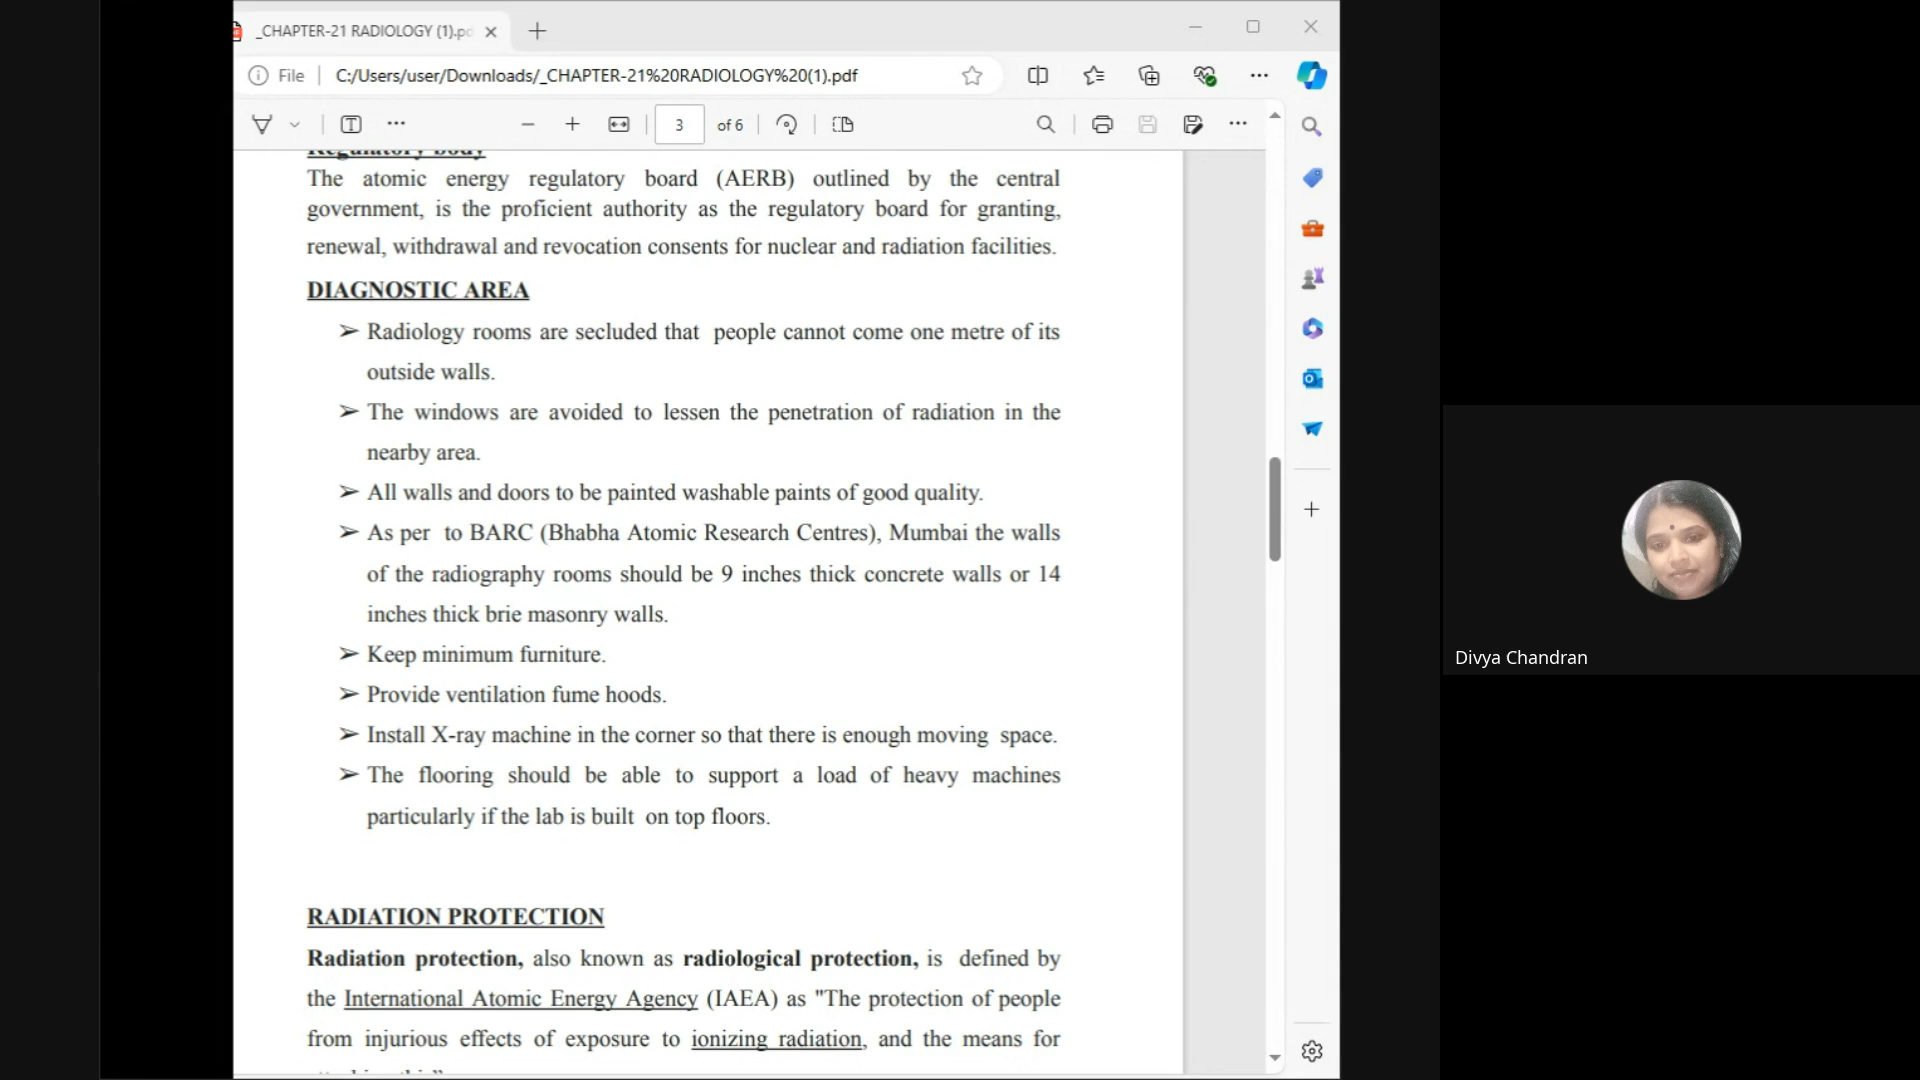 _CHAPTER-21 RADIOLOGY (1).pd
File
C:/Users/user/Downloads/_CHAPTER-21%20RADIOLOGY%20(1).pdf
3 of 6
Regulatory body
The atomic energy regulatory board (AERB) outlined by the central
government, is the proficient authority as the regulatory board for granting,
renewal, withdrawal and revocation consents for nuclear and radiation facilities.
DIAGNOSTIC AREA
➢ Radiology rooms are secluded that people cannot come one metre of its
outside walls.
➢ The windows are avoided to lessen the penetration of radiation in the
nearby area.
➢ All walls and doors to be painted washable paints of good quality.
➢ As per to BARC (Bhabha Atomic Research Centres), Mumbai the walls
of the radiography rooms should be 9 inches thick concrete walls or 14
inches thick brie masonry walls.
➢ Keep minimum furniture.
➢ Provide ventilation fume hoods.
➢ Install X-ray machine in the corner so that there is enough moving space.
➢ The flooring should be able to support a load of heavy machines
particularly if the lab is built on top floors.
RADIATION PROTECTION
Radiation protection, also known as radiological protection, is defined by
the International Atomic Energy Agency (IAEA) as "The protection of people
from injurious effects of exposure to ionizing radiation, and the means for
Divya Chandran